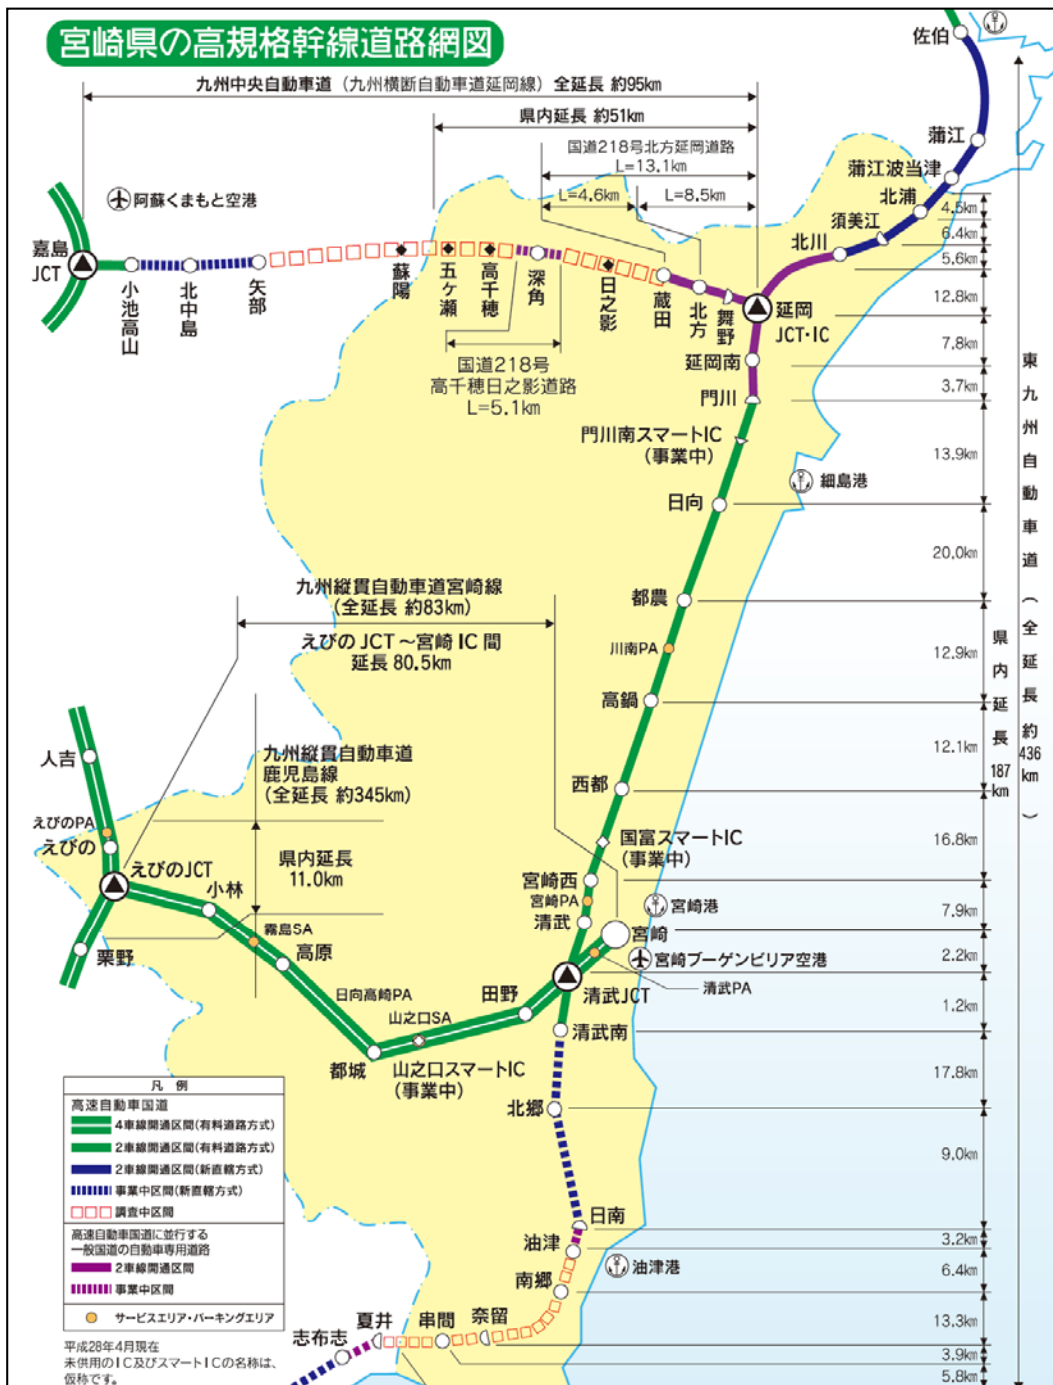 宮崎県の高規格幹線道路網図
九州中央自動車道（九州横断自動車道延岡線）全延長 約95km
県内延長 約51km
国道218号北方延岡道路
L=13.1km
L=4.6km
L=8.5km
佐伯
蒲江
蒲江波当津
北浦
須美江
北川
阿蘇くまもと空港
嘉島
JCT
小池高山
北中島
矢部
蘇陽
五ヶ瀬
高千穂
深角
日之影
蔵田
北方
舞野
延岡
JCT・IC
国道218号
高千穂日之影道路
L=5.1km
延岡南
門川
門川南スマートIC
（事業中）
細島港
日向
都農
川南PA
高鍋
西都
国富スマートIC
（事業中）
宮崎西
宮崎PA
清武
宮崎港
宮崎
宮崎ブーゲンビリア空港
清武PA
清武JCT
清武南
田野
北郷
日南
油津
油津港
南郷
奈留
串間
夏井
志布志
九州縦貫自動車道宮崎線
（全延長 約83km）
えびの JCT ～宮崎 IC 間
延長 80.5km
九州縦貫自動車道
鹿児島線
（全延長 約345km）
県内延長
11.0km
人吉
えびのPA
えびの
えびのJCT
栗野
小林
霧島SA
高原
日向高崎PA
都城
山之口SA
山之口スマートIC
（事業中）
4.5km
6.4km
5.6km
12.8km
7.8km
3.7km
13.9km
20.0km
12.9km
12.1km
16.8km
7.9km
2.2km
1.2km
17.8km
9.0km
3.2km
6.4km
13.3km
3.9km
5.8km
県内延長187km
東九州自動車道（全延長 約436km）
凡 例
高速自動車国道
4車線開通区間（有料道路方式）
2車線開通区間（有料道路方式）
2車線開通区間（新直轄方式）
事業中区間（新直轄方式）
調査中区間
高速自動車国道に並行する
一般国道の自動車専用道路
2車線開通区間
事業中区間
サービスエリア・パーキングエリア
平成28年4月現在
未供用のIC及びスマートICの名称は、
仮称です。